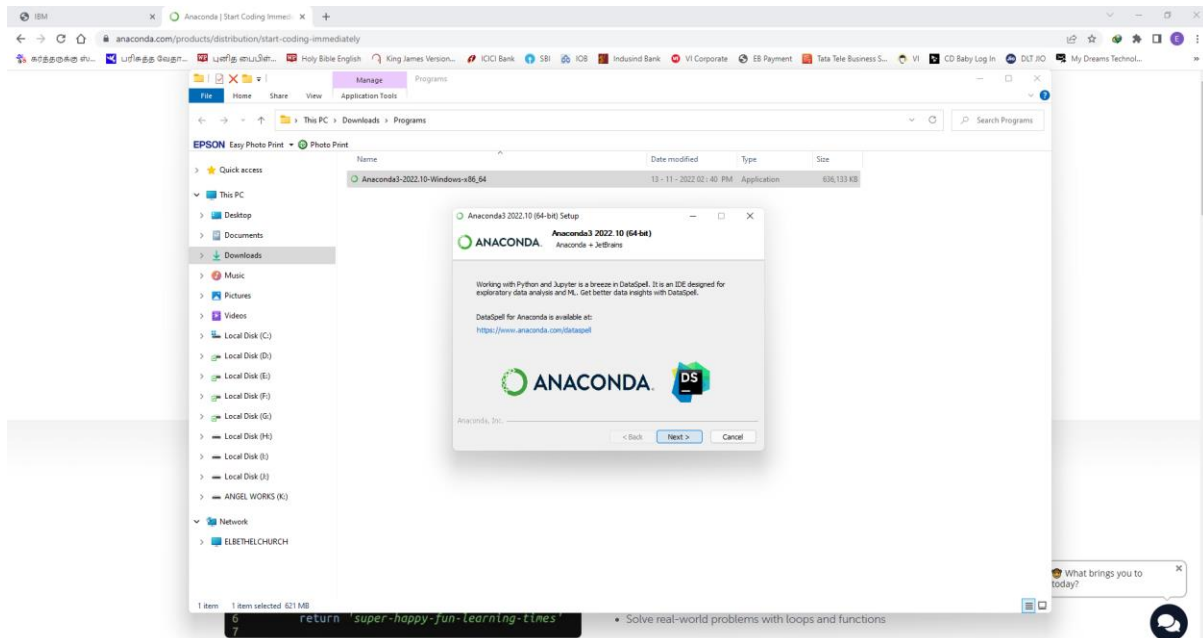 IBM
Anaconda | Start Coding Immedi
anaconda.com/products/distribution/start-coding-immediately
கர்த்தருக்கு ஸ்... பரிசுத்த வேதா... புனித பைபிள்... Holy Bible English King James Version... ICICI Bank SBI IOB Indusind Bank VI Corporate EB Payment Tata Tele Business S... VI CD Baby Log In DLT JIO My Dreams Technol... »
Manage Programs
File Home Share View Application Tools
This PC > Downloads > Programs
Search Programs
EPSON Easy Photo Print Photo Print
Name Date modified Type Size
Quick access
Anaconda3-2022.10-Windows-x86_64 13 - 11 - 2022 02 : 40 PM Application 636,133 KB
This PC
Desktop
Documents
Downloads
Music
Pictures
Videos
Local Disk (C:)
Local Disk (D:)
Local Disk (E:)
Local Disk (F:)
Local Disk (G:)
Local Disk (H:)
Local Disk (I:)
Local Disk (J:)
ANGEL WORKS (K:)
Network
ELBETHELCHURCH
Anaconda3 2022.10 (64-bit) Setup
ANACONDA.
Anaconda3 2022.10 (64-bit)
Anaconda + JetBrains
Working with Python and Jupyter is a breeze in DataSpell. It is an IDE designed for
exploratory data analysis and ML. Get better data insights with DataSpell.
DataSpell for Anaconda is available at:
https://www.anaconda.com/dataspell
ANACONDA. DS
Anaconda, Inc.
< Back Next > Cancel
1 item 1 item selected 621 MB
What brings you to
today?
6 return 'super-happy-fun-learning-times'
7
• Solve real-world problems with loops and functions